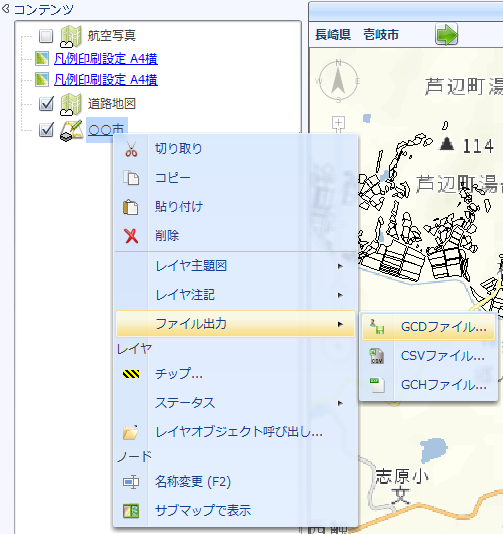 コンテンツ
航空写真
凡例印刷設定 A4横
凡例印刷設定 A4横
道路地図
○○市
切り取り
コピー
貼り付け
削除
レイヤ主題図
レイヤ注記
ファイル出力
レイヤ
チップ...
ステータス
レイヤオブジェクト呼び出し...
ノード
名称変更 (F2)
サブマップで表示
GCDファイル...
CSVファイル...
GCHファイル...
長崎県 壱岐市
N
W E
S
芦辺町湯
114
芦辺町湯
志原小
文